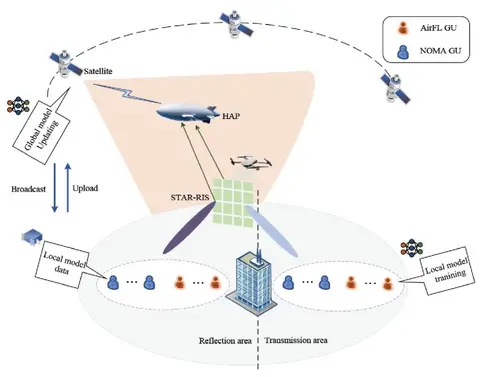 AirFL GU
NOMA GU
Satellite
HAP
Global model
Updating
Broadcast
Upload
STAR-RIS
Local model
data
Local model
tranining
Reflection area
Transmission area